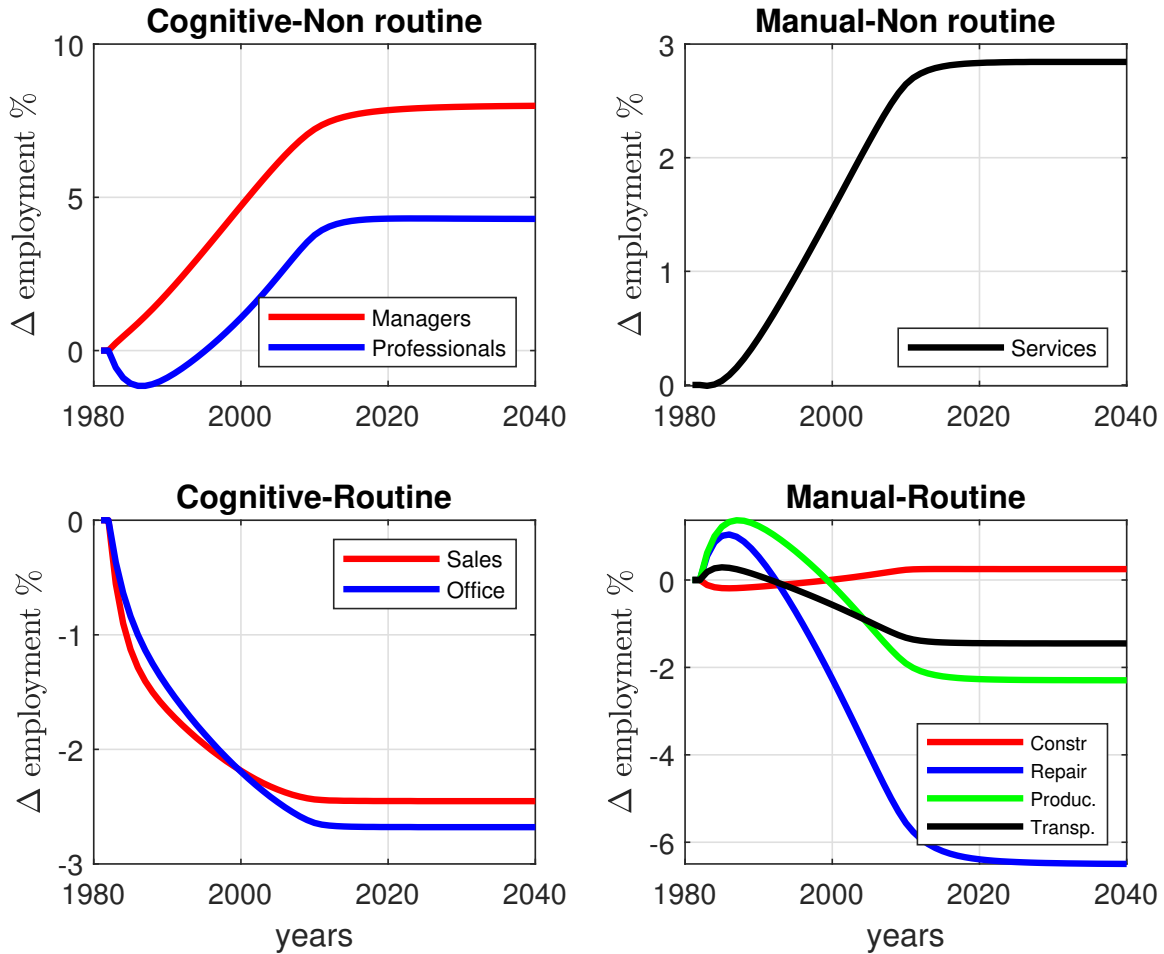 Cognitive-Non routine
Δ employment %
10
5
0
1980
2000
2020
2040
Managers
Professionals
Manual-Non routine
Δ employment %
3
2
1
0
1980
2000
2020
2040
Services
Cognitive-Routine
Δ employment %
0
-1
-2
-3
1980
2000
2020
2040
years
Sales
Office
Manual-Routine
Δ employment %
0
-2
-4
-6
1980
2000
2020
2040
years
Constr
Repair
Produc.
Transp.